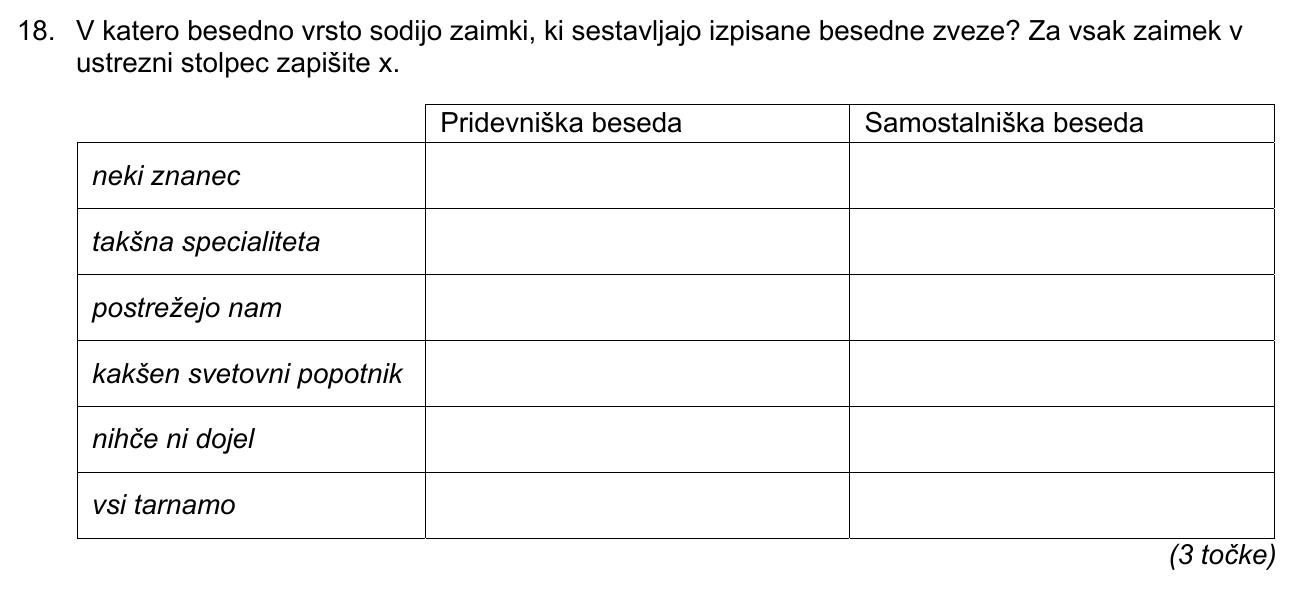 18. V katero besedno vrsto sodijo zaimki, ki sestavljajo izpisane besedne zveze? Za vsak zaimek v
ustrezni stolpec zapišite x.
Pridevniška beseda Samostalniška beseda
neki znanec
takšna specialiteta
postrežejo nam
kakšen svetovni popotnik
nihče ni dojel
vsi tarnamo
(3 točke)